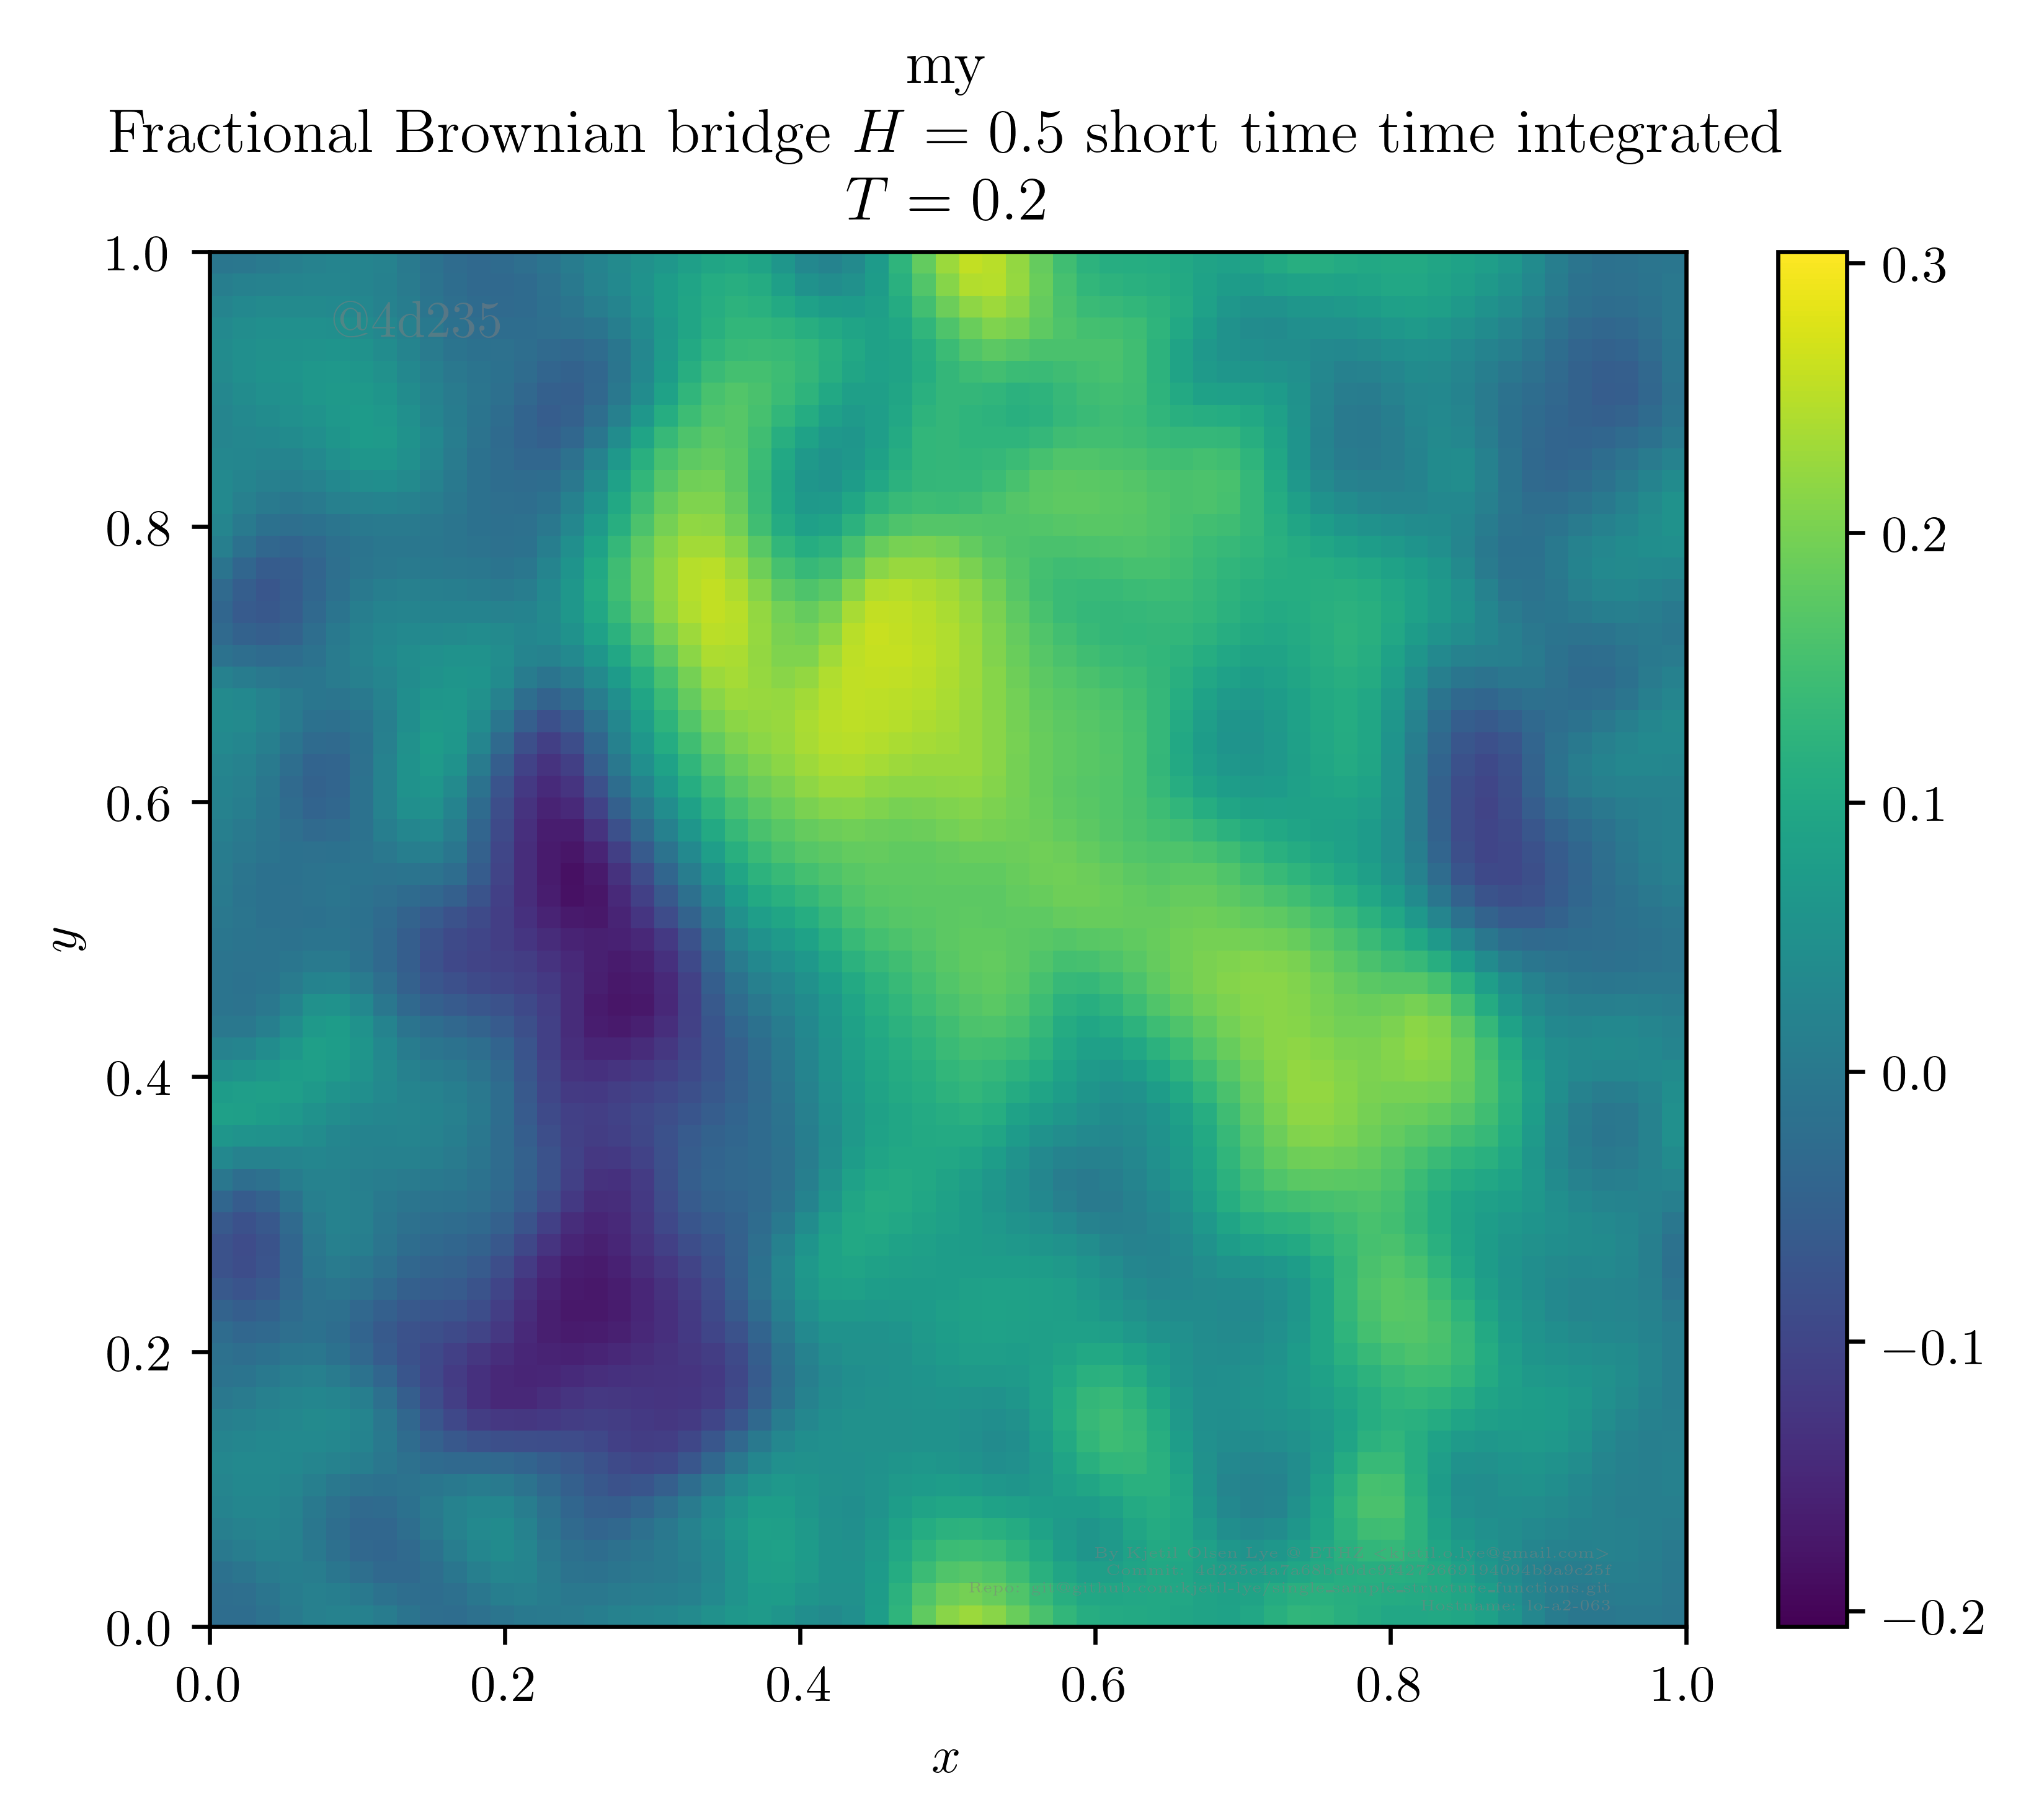 my
Fractional Brownian bridge H = 0.5 short time time integrated
T = 0.2
1.0
0.8
0.6
0.4
0.2
0.0
y
@4d235
Repo:
0.0 0.2 0.4 0.6 0.8 1.0
x
0.3
0.2
0.1
0.0
−0.1
−0.2